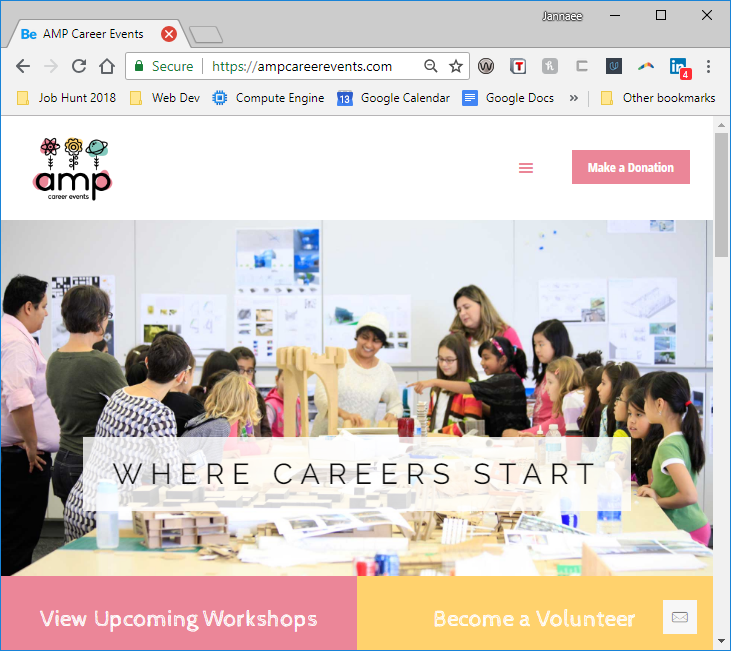 Jannaee
Be AMP Career Events
Secure https://ampcareerevents.com
4
Job Hunt 2018 Web Dev Compute Engine 13 Google Calendar Google Docs » Other bookmarks
amp
career events
Make a Donation
WHERE CAREERS START
View Upcoming Workshops
Become a Volunteer